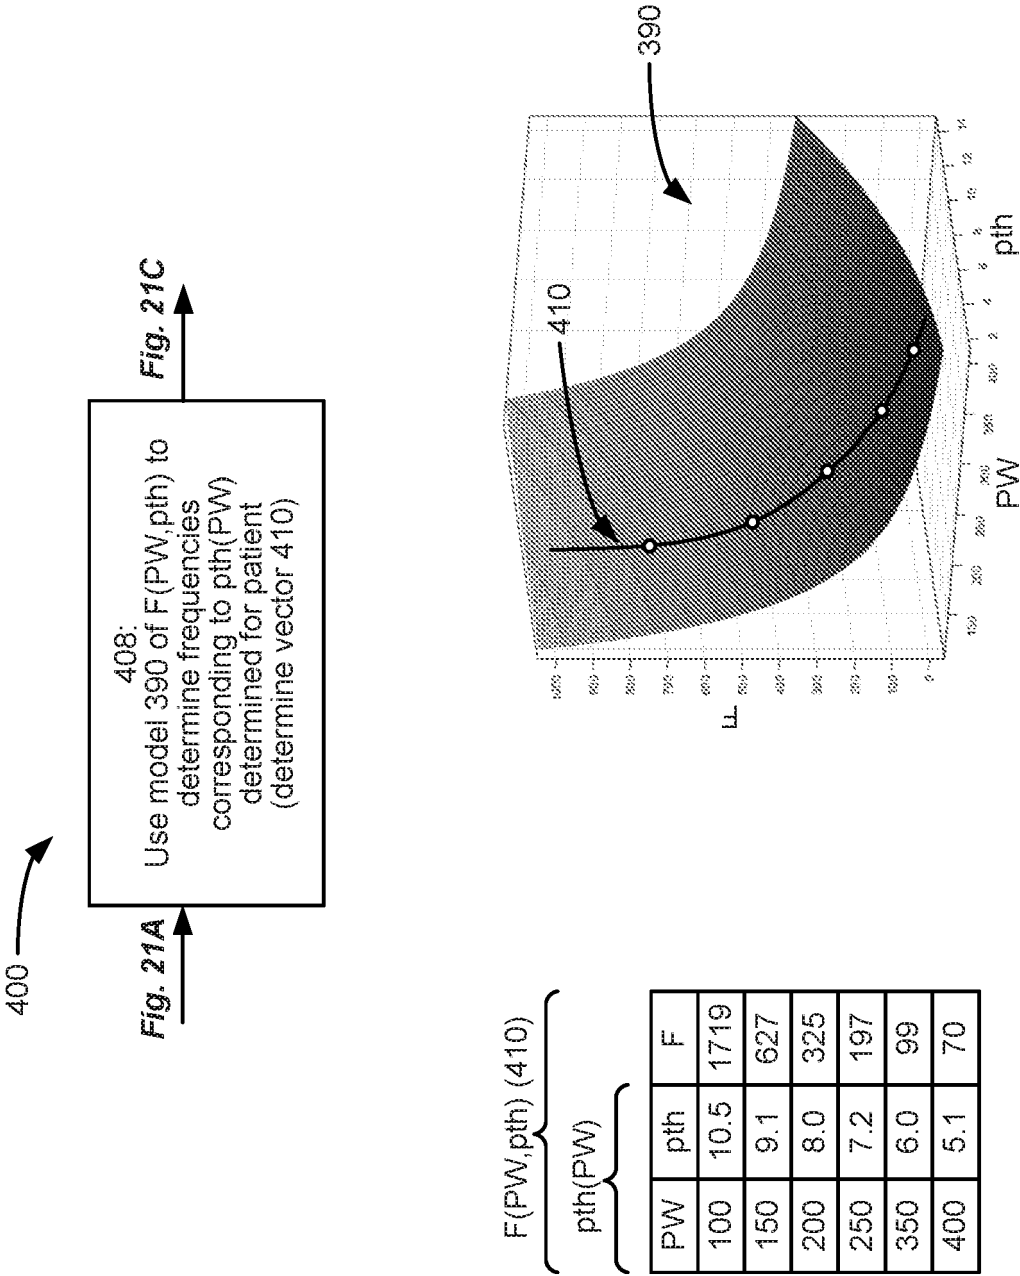 400
Fig. 21A
408:
Use model 390 of F(PW,pth) to
determine frequencies
corresponding to pth(PW)
determined for patient
(determine vector 410)
Fig. 21C
F(PW,pth) (410)
pth(PW)
PW pth F
100 10.5 1719
150 9.1 627
200 8.0 325
250 7.2 197
350 6.0 99
400 5.1 70
410
390
F
PW
pth